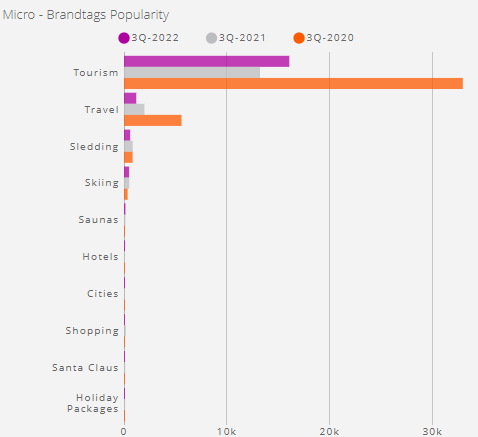 Micro - Brandtags Popularity
3Q-2022 3Q-2021 3Q-2020
Tourism
Travel
Sledding
Skiing
Saunas
Hotels
Cities
Shopping
Santa Claus
Holiday
Packages
0 10k 20k 30k